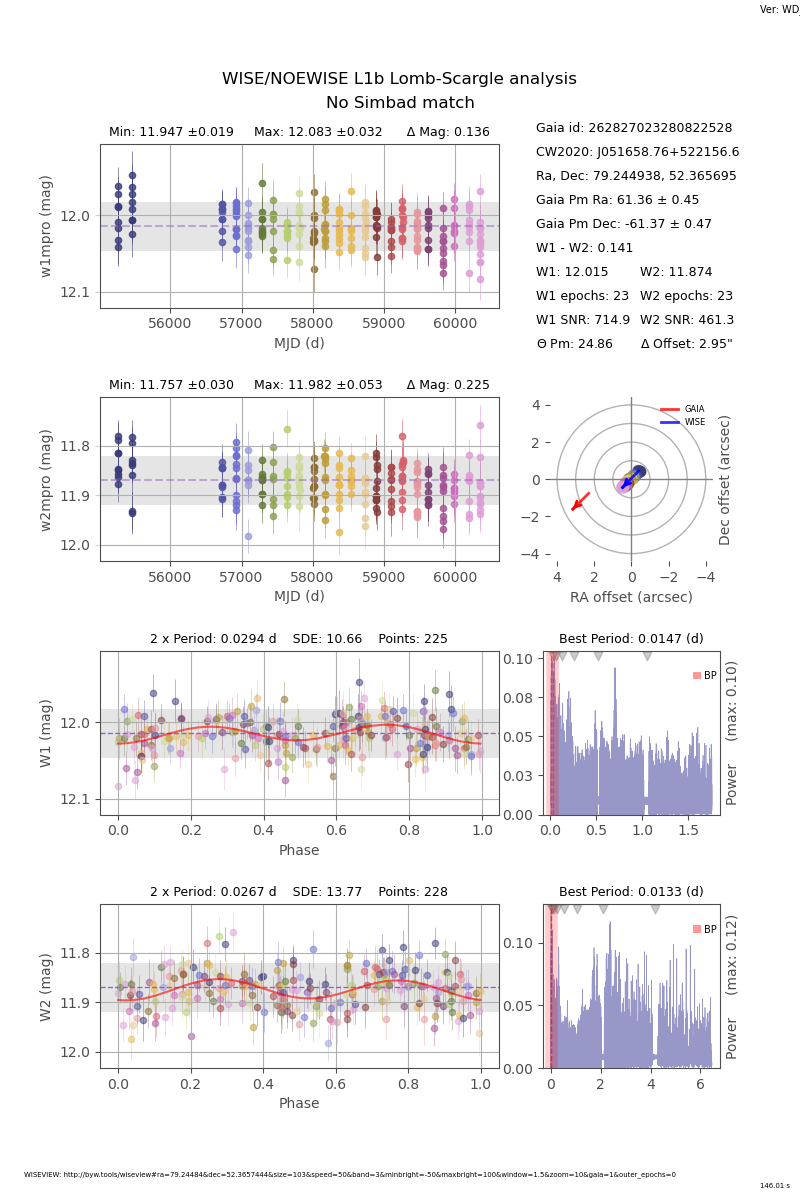 Ver: WD_
WISE/NOEWISE L1b Lomb-Scargle analysis
No Simbad match
Min: 11.947 ±0.019 Max: 12.083 ±0.032 Δ Mag: 0.136
w1mpro (mag)
12.0
12.1
56000 57000 58000 59000 60000
MJD (d)
Gaia id: 262827023280822528
CW2020: J051658.76+522156.6
Ra, Dec: 79.244938, 52.365695
Gaia Pm Ra: 61.36 ± 0.45
Gaia Pm Dec: -61.37 ± 0.47
W1 - W2: 0.141
W1: 12.015 W2: 11.874
W1 epochs: 23 W2 epochs: 23
W1 SNR: 714.9 W2 SNR: 461.3
Θ Pm: 24.86 Δ Offset: 2.95"
Min: 11.757 ±0.030 Max: 11.982 ±0.053 Δ Mag: 0.225
w2mpro (mag)
11.8
11.9
12.0
56000 57000 58000 59000 60000
MJD (d)
GAIA
WISE
4
2
0
−2
−4
4 2 0 −2 −4
RA offset (arcsec)
Dec offset (arcsec)
2 x Period: 0.0294 d SDE: 10.66 Points: 225
W1 (mag)
12.0
12.1
0.0 0.2 0.4 0.6 0.8 1.0
Phase
Best Period: 0.0147 (d)
BP
0.10
0.08
0.05
0.03
0.00
0.0 0.5 1.0 1.5
Power (max: 0.10)
2 x Period: 0.0267 d SDE: 13.77 Points: 228
W2 (mag)
11.8
11.9
12.0
0.0 0.2 0.4 0.6 0.8 1.0
Phase
Best Period: 0.0133 (d)
BP
0.10
0.05
0.00
0 2 4 6
Power (max: 0.12)
WISEVIEW: http://byw.tools/wiseview#ra=79.24484&dec=52.3657444&size=103&speed=50&band=3&minbright=-50&maxbright=100&window=1.5&zoom=10&gaia=1&outer_epochs=0
146.01 s